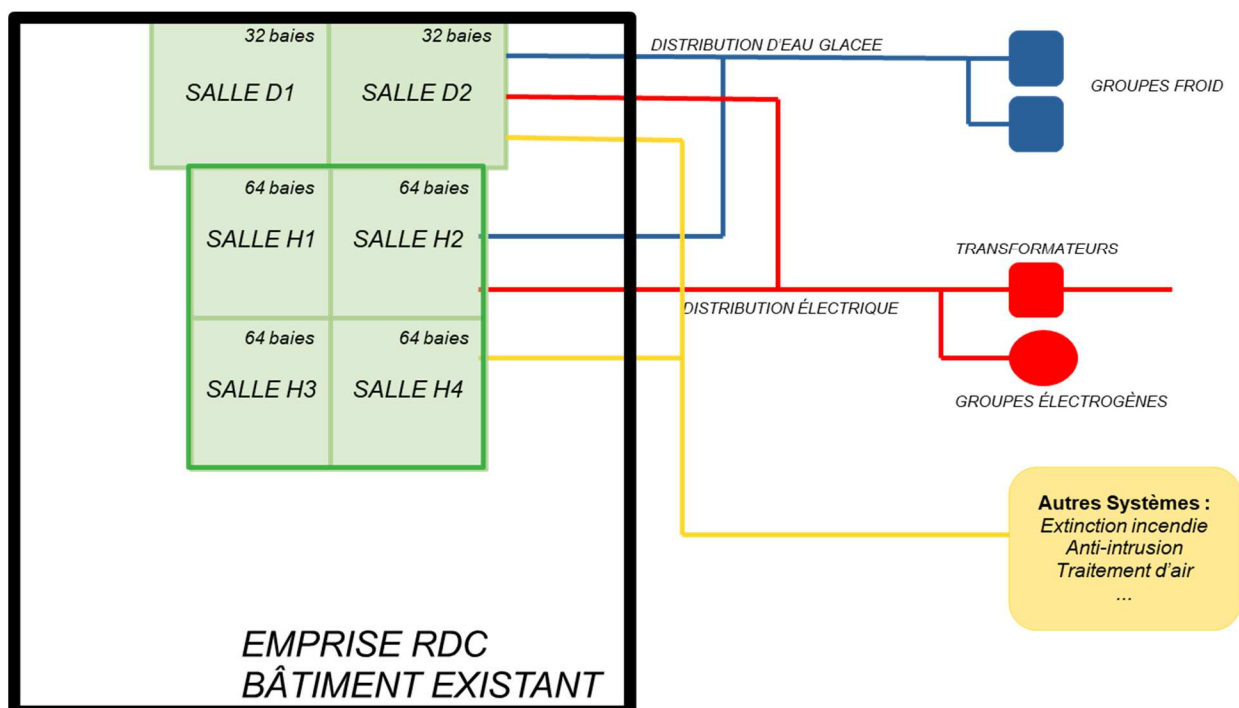 32 baies
32 baies
SALLE D1
SALLE D2
DISTRIBUTION D'EAU GLACEE
GROUPES FROID
64 baies
64 baies
SALLE H1
SALLE H2
TRANSFORMATEURS
DISTRIBUTION ÉLECTRIQUE
64 baies
64 baies
SALLE H3
SALLE H4
GROUPES ÉLECTROGÈNES
Autres Systèmes :
Extinction incendie
Anti-intrusion
Traitement d'air
...
EMPRISE RDC
BÂTIMENT EXISTANT